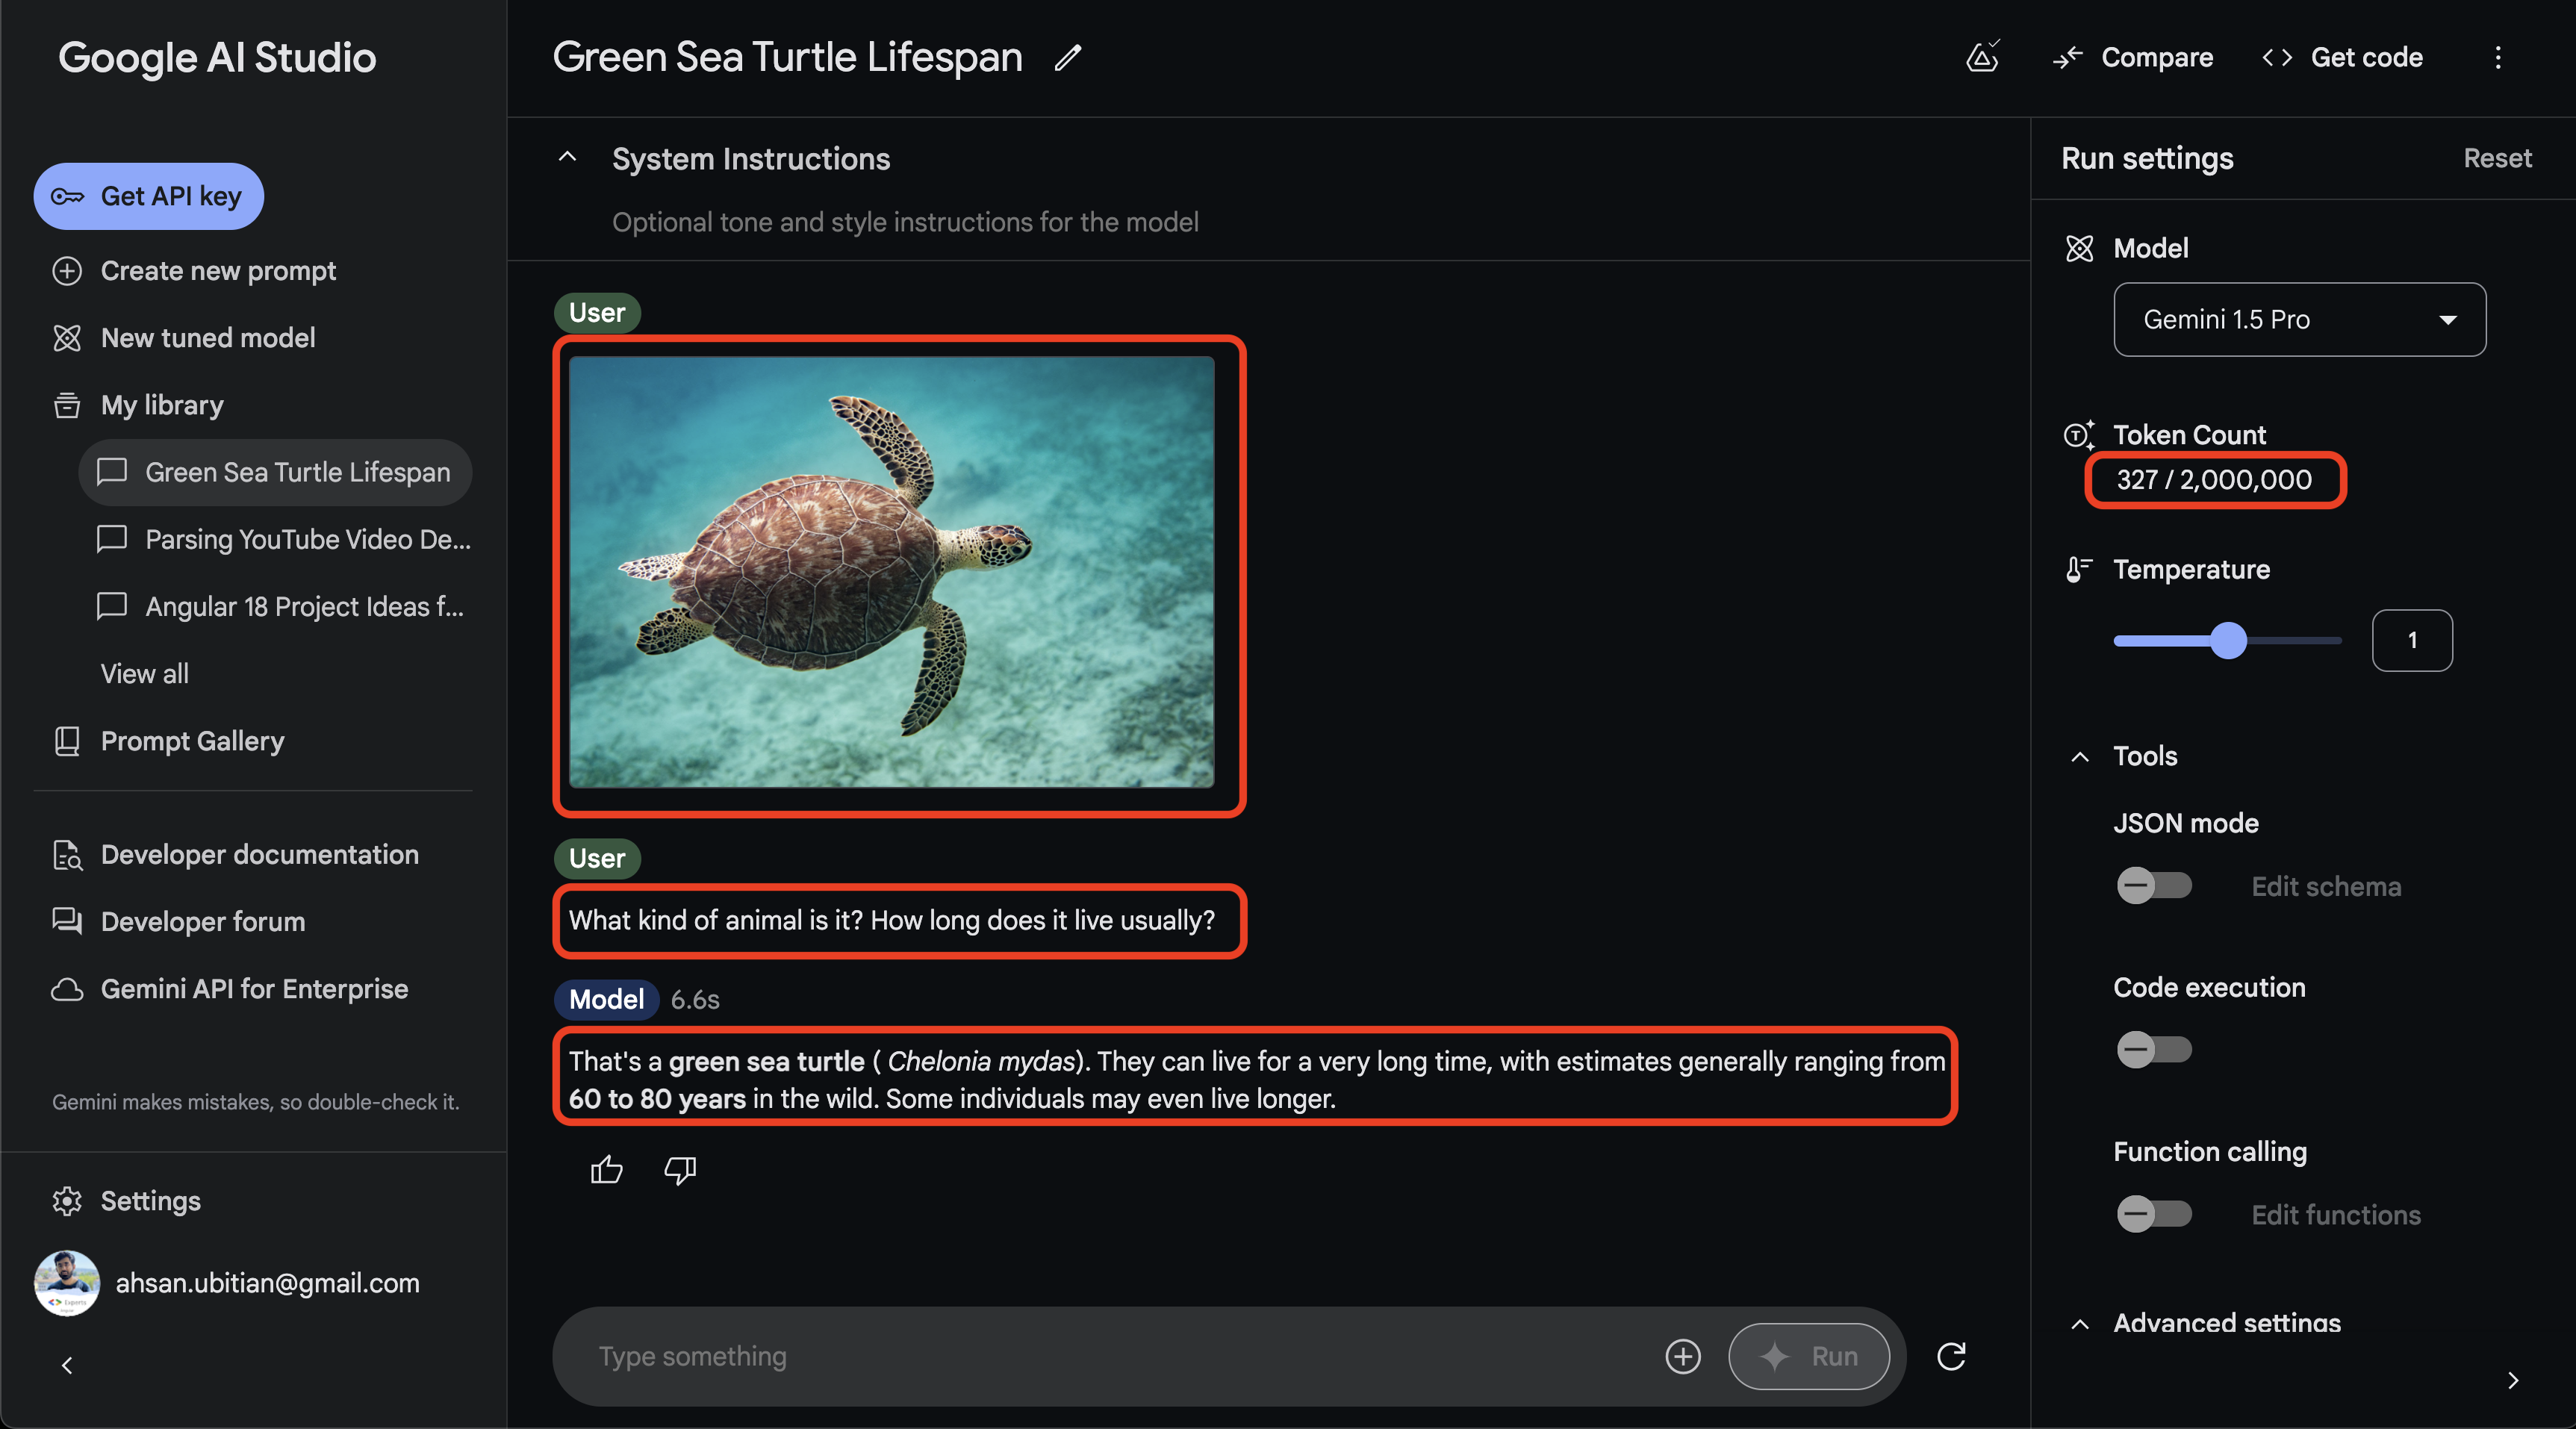 Google AI Studio
Get API key
Create new prompt
New tuned model
My library
Green Sea Turtle Lifespan
Parsing YouTube Video De...
Angular 18 Project Ideas f...
View all
Prompt Gallery
Developer documentation
Developer forum
Gemini API for Enterprise
Gemini makes mistakes, so double-check it.
Settings
ahsan.ubitian@gmail.com
Green Sea Turtle Lifespan
Compare
Get code
System Instructions
Optional tone and style instructions for the model
User
User
What kind of animal is it? How long does it live usually?
Model 6.6s
That's a green sea turtle ( Chelonia mydas). They can live for a very long time, with estimates generally ranging from
60 to 80 years in the wild. Some individuals may even live longer.
Type something
Run
Run settings
Reset
Model
Gemini 1.5 Pro
Token Count
327 / 2,000,000
Temperature
1
Tools
JSON mode
Edit schema
Code execution
Function calling
Edit functions
Advanced settings